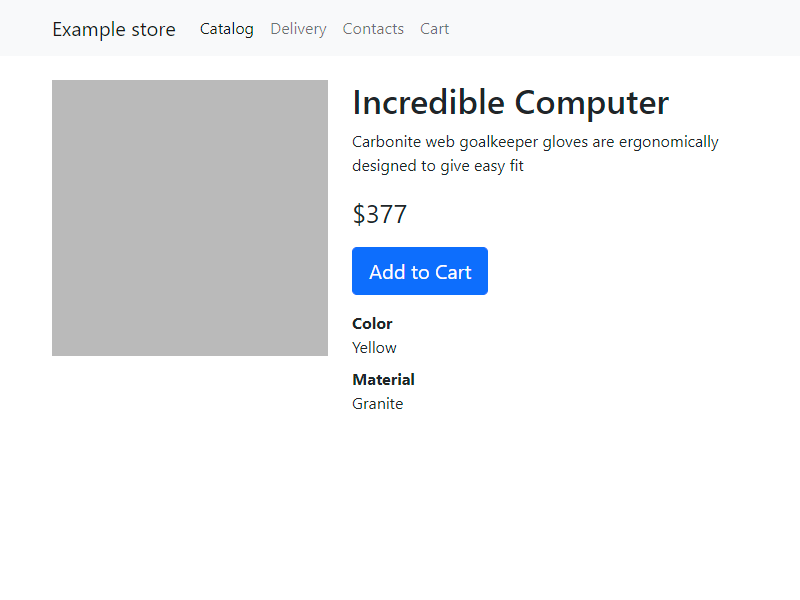 Example store Catalog Delivery Contacts Cart
Incredible Computer
Carbonite web goalkeeper gloves are ergonomically
designed to give easy fit
$377
Add to Cart
Color
Yellow
Material
Granite